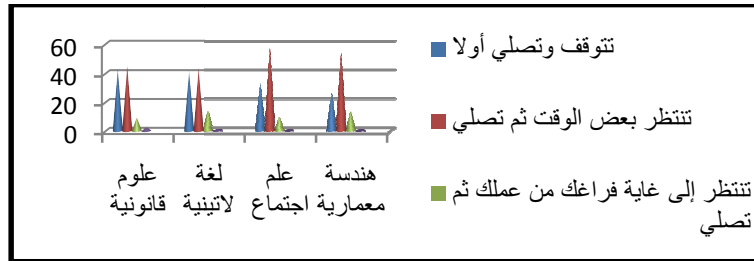 60
40
20
0
علوم قانونية
لغة لاتينية
علم اجتماع
هندسة معمارية
تتوقف وتصلي أولا
تنتظر بعض الوقت ثم تصلي
تنتظر إلى غاية فراغك من عملك ثم
تصلي